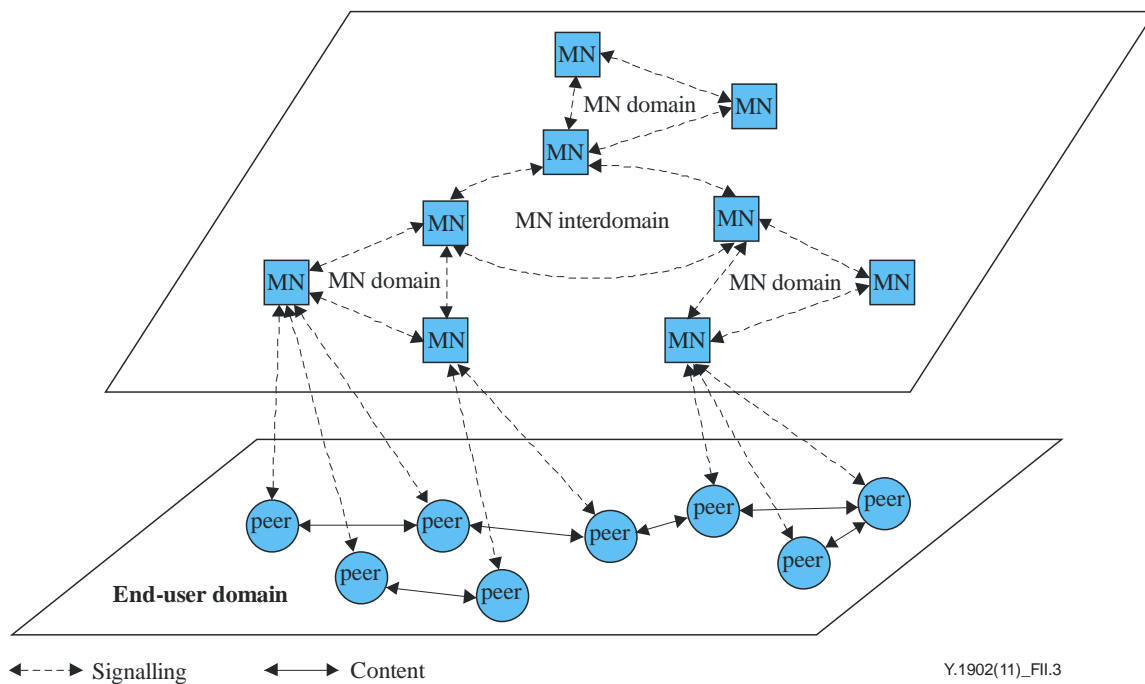 MN
MN domain
MN
MN
MN
MN interdomain
MN
MN
MN domain
MN domain
MN
MN
MN
peer
peer
peer
peer
peer
peer
peer
peer
End-user domain
Signalling
Content
Y.1902(11)_FII.3